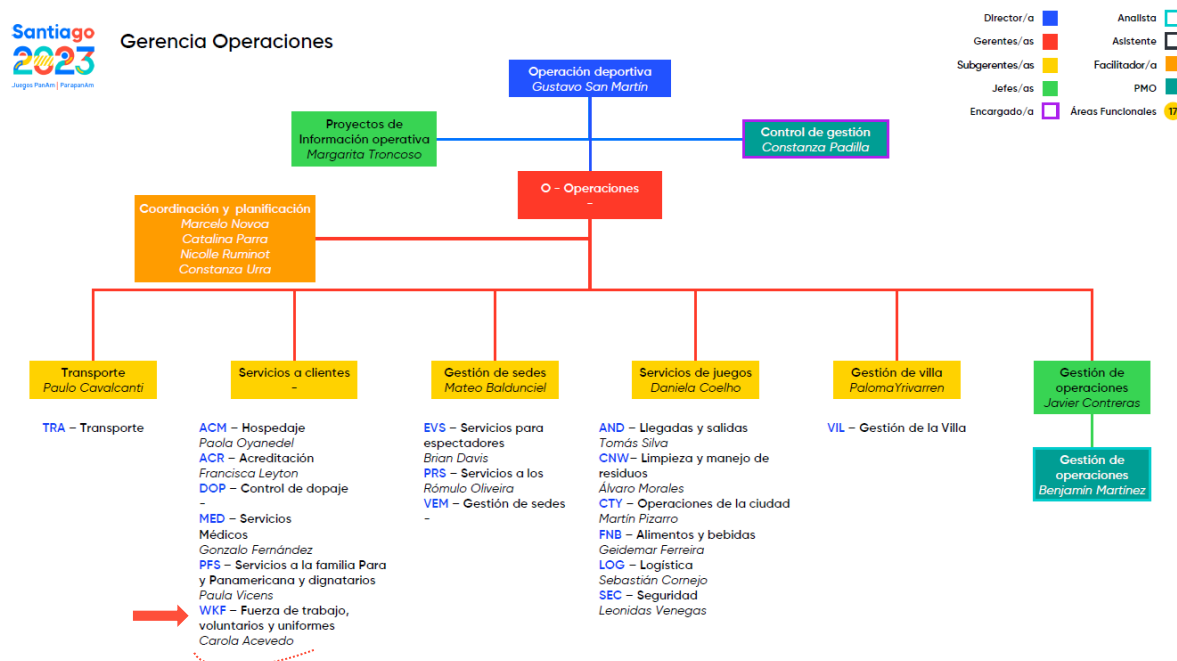 Santiago
2023
Juegos PanAm | ParapanAm
Gerencia Operaciones
Director/a
Gerentes/as
Subgerentes/as
Jefes/as
Encargado/a
Analista
Asistente
Facilitador/a
PMO
Áreas Funcionales
17
Operación deportiva
Gustavo San Martín
Proyectos de
Información operativa
Margarita Troncoso
Control de gestión
Constanza Padilla
O - Operaciones
-
Coordinación y planificación
Marcelo Novoa
Catalina Parra
Nicolle Ruminot
Constanza Urra
Transporte
Paulo Cavalcanti
TRA – Transporte
Servicios a clientes
-
ACM – Hospedaje
Paola Oyanedel
ACR – Acreditación
Francisca Leyton
DOP – Control de dopaje
-
MED – Servicios
Médicos
Gonzalo Fernández
PFS – Servicios a la familia Para
y Panamericana y dignatarios
Paula Vicens
WKF – Fuerza de trabajo,
voluntarios y uniformes
Carola Acevedo
Gestión de sedes
Mateo Baldunciel
EVS – Servicios para
espectadores
Brian Davis
PRS – Servicios a los
Rómulo Oliveira
VEM – Gestión de sedes
-
Servicios de juegos
Daniela Coelho
AND – Llegadas y salidas
Tomás Silva
CNW – Limpieza y manejo de
residuos
Álvaro Morales
CTY – Operaciones de la ciudad
Martín Pizarro
FNB – Alimentos y bebidas
Geidemar Ferreira
LOG – Logística
Sebastián Cornejo
SEC – Seguridad
Leonidas Venegas
Gestión de villa
PalomaYrivarren
VIL – Gestión de la Villa
Gestión de
operaciones
Javier Contreras
Gestión de
operaciones
Benjamín Martínez